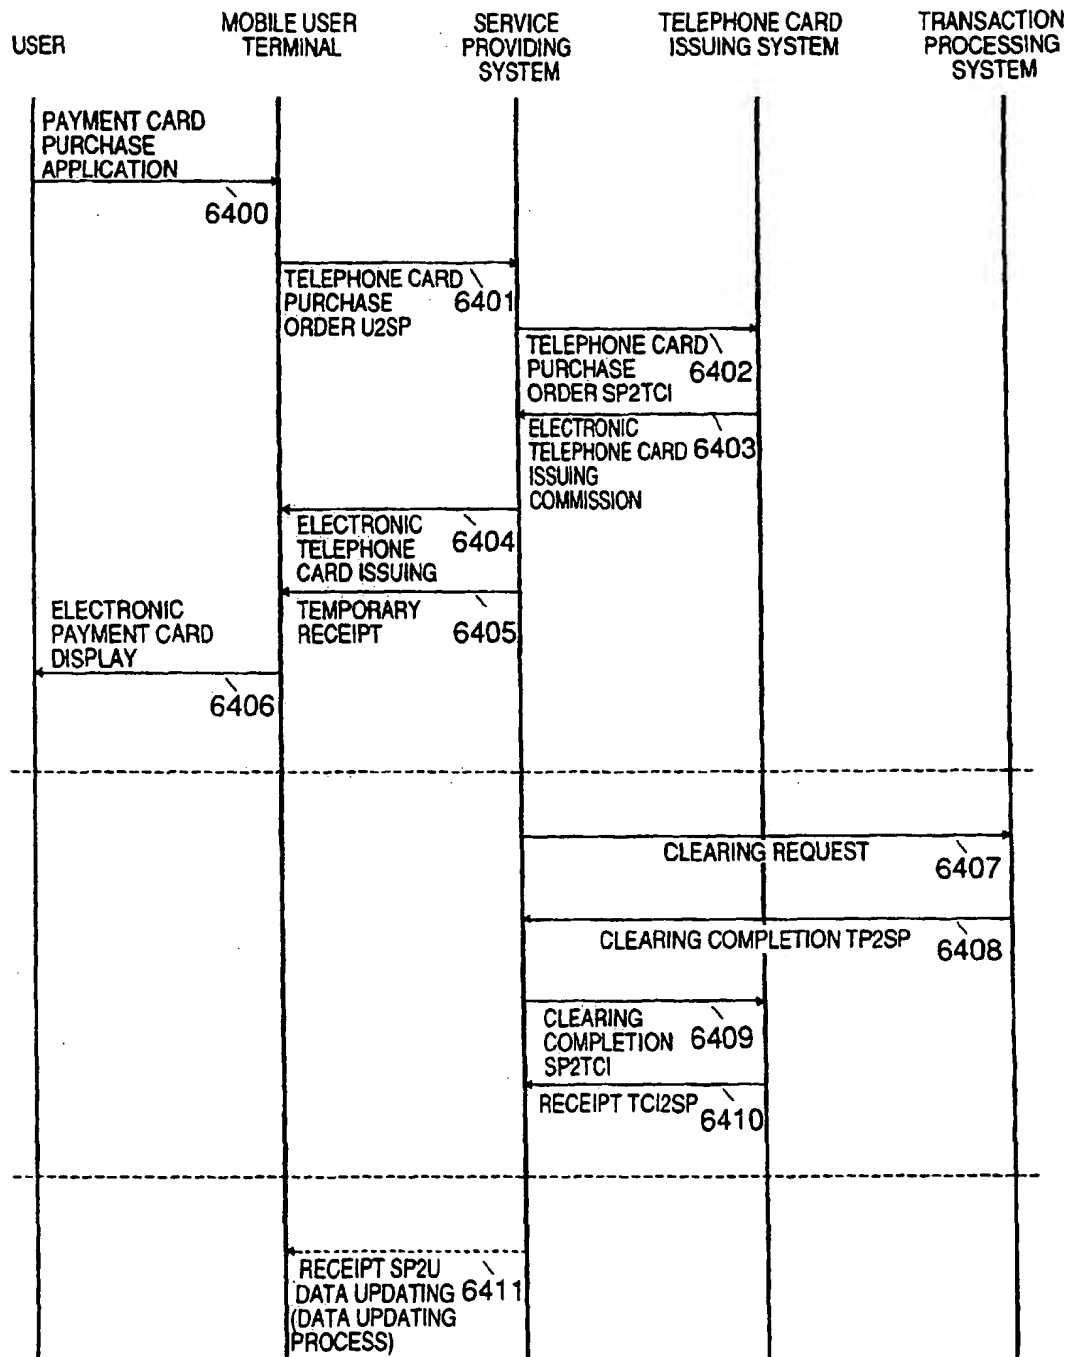 USER
MOBILE USER
TERMINAL
SERVICE
PROVIDING
SYSTEM
TELEPHONE CARD
ISSUING SYSTEM
TRANSACTION
PROCESSING
SYSTEM
PAYMENT CARD
PURCHASE
APPLICATION
6400
TELEPHONE CARD
PURCHASE
ORDER U2SP
6401
TELEPHONE CARD
PURCHASE
ORDER SP2TCI
6402
ELECTRONIC
TELEPHONE CARD
ISSUING
COMMISSION
6403
ELECTRONIC
TELEPHONE
CARD ISSUING
6404
TEMPORARY
RECEIPT
6405
ELECTRONIC
PAYMENT CARD
DISPLAY
6406
CLEARING REQUEST
6407
CLEARING COMPLETION TP2SP
6408
CLEARING
COMPLETION
SP2TCI
6409
RECEIPT TCI2SP
6410
RECEIPT SP2U
DATA UPDATING
(DATA UPDATING
PROCESS)
6411